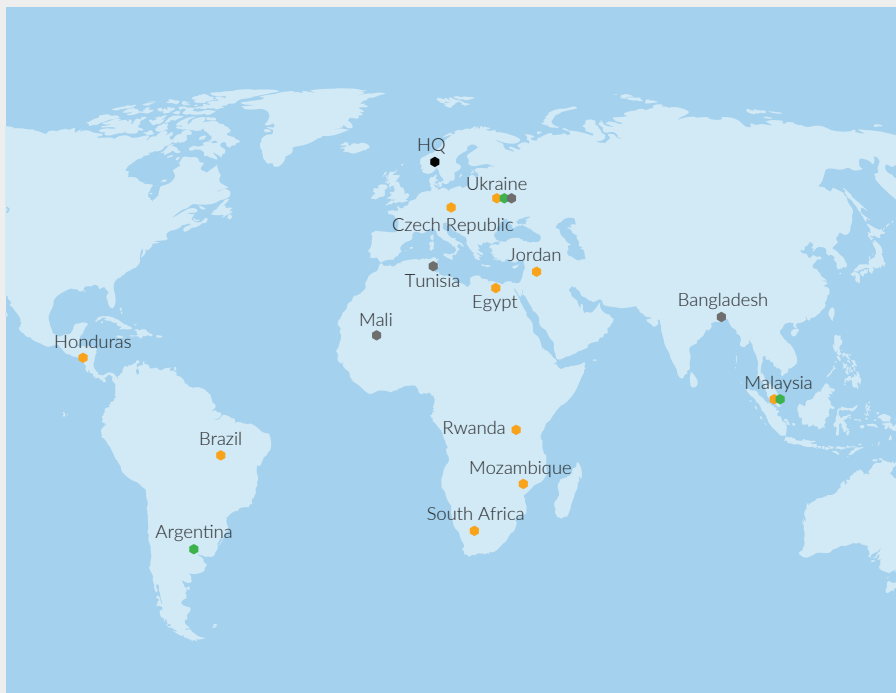 HQ
Ukraine
Czech Republic
Jordan
Tunisia
Egypt
Bangladesh
Mali
Honduras
Malaysia
Rwanda
Brazil
Mozambique
South Africa
Argentina